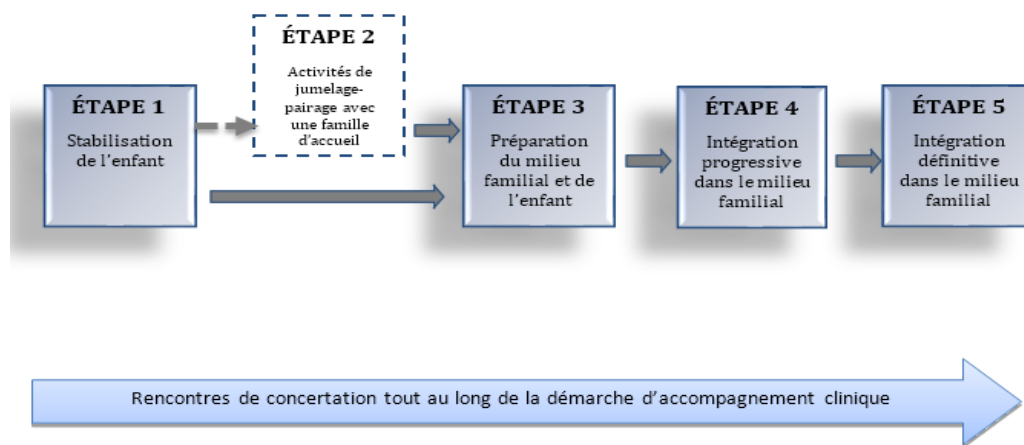 ÉTAPE 1
Stabilisation
de l'enfant
ÉTAPE 2
Activités de
jumelage-
pairage avec
une famille
d'accueil
ÉTAPE 3
Préparation
du milieu
familial et de
l'enfant
ÉTAPE 4
Intégration
progressive
dans le milieu
familial
ÉTAPE 5
Intégration
définitive
dans le milieu
familial
Rencontres de concertation tout au long de la démarche d'accompagnement clinique